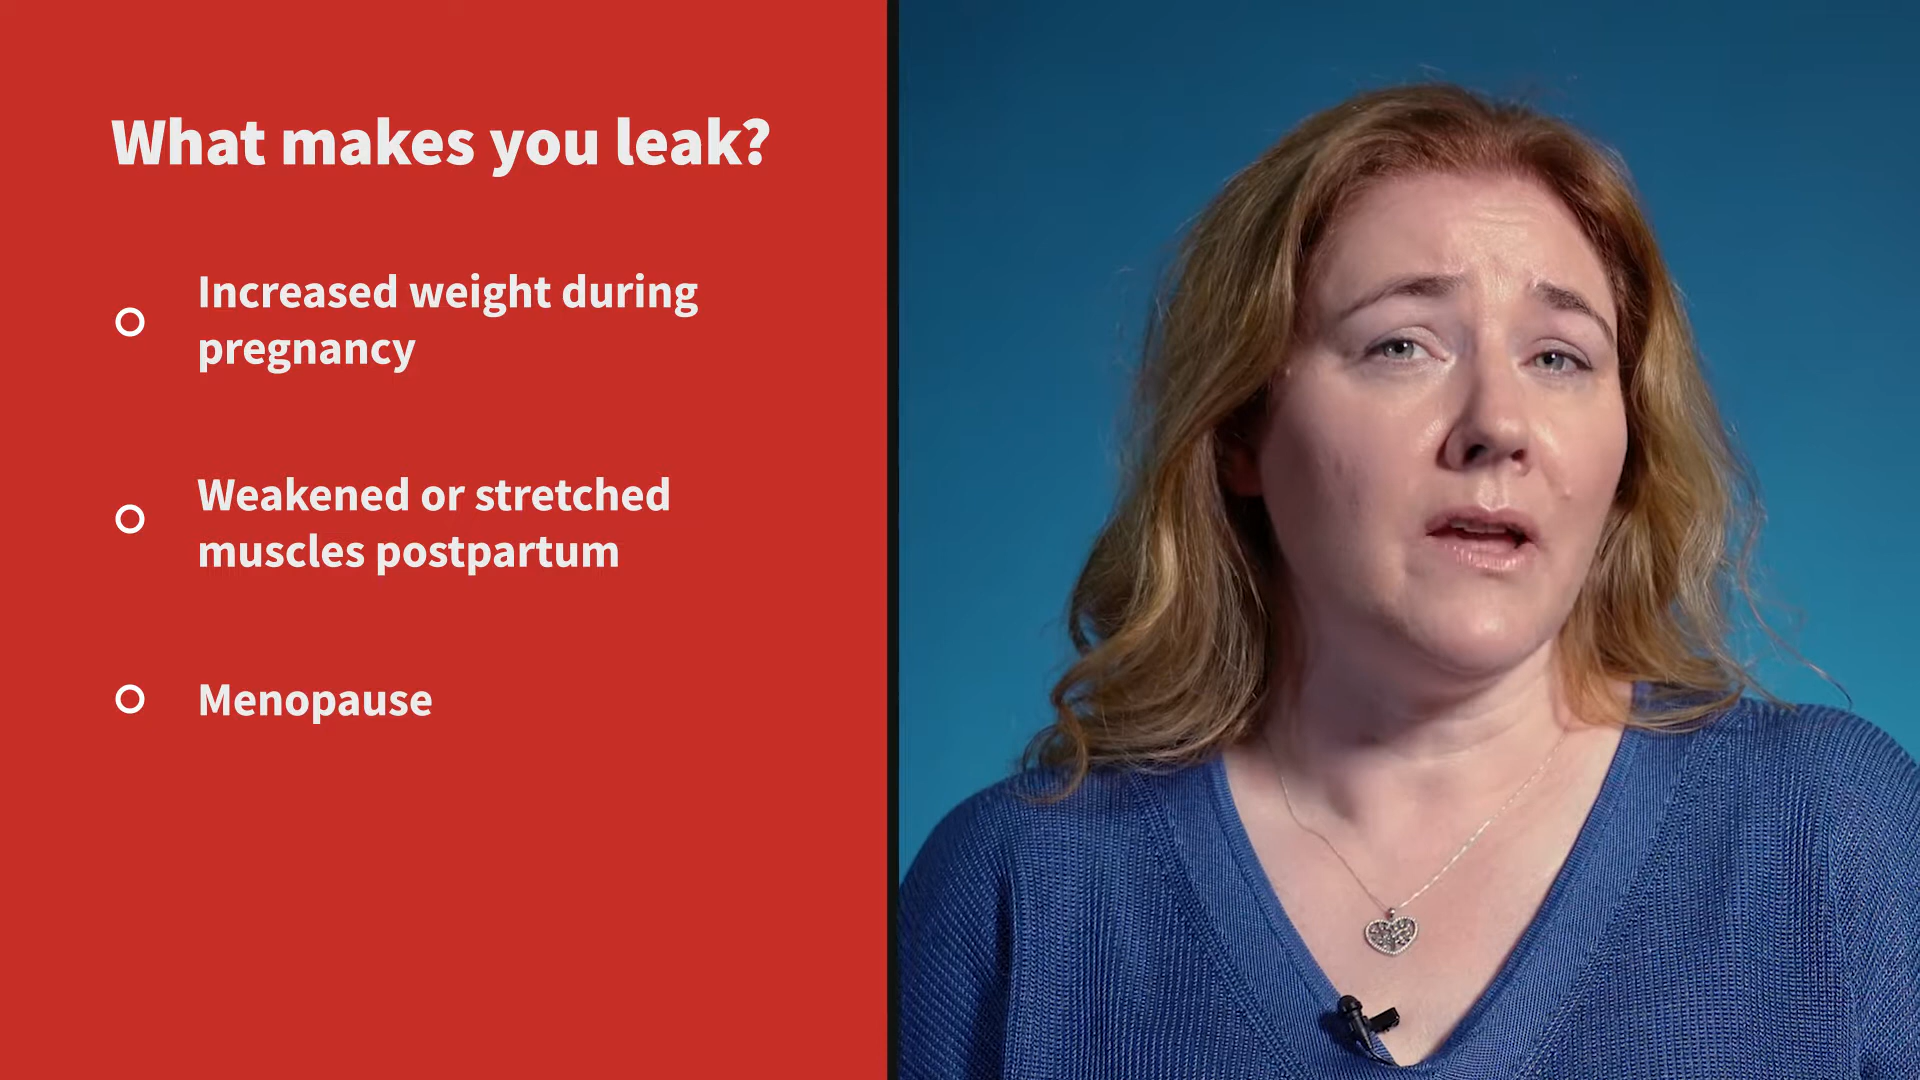 What makes you leak?
Increased weight during
pregnancy
Weakened or stretched
muscles postpartum
Menopause